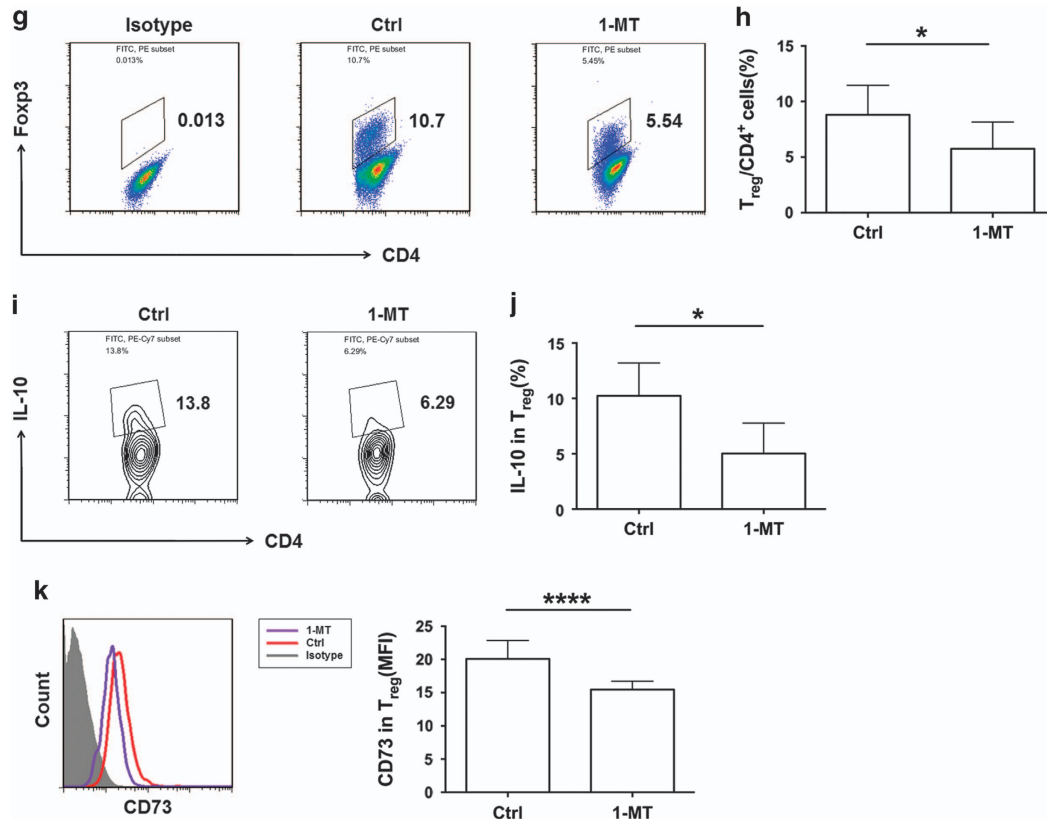 g
Isotype
Ctrl
1-MT
FITC, PE subset
0.013%
FITC, PE subset
10.7%
FITC, PE subset
5.45%
0.013
10.7
5.54
Foxp3
CD4
h
*
Treg/CD4+ cells(%)
15
10
5
0
Ctrl
1-MT
i
Ctrl
1-MT
FITC, PE-Cy7 subset
13.8%
FITC, PE-Cy7 subset
6.29%
13.8
6.29
IL-10
CD4
j
*
IL-10 in Treg(%)
15
10
5
0
Ctrl
1-MT
k
Count
CD73
1-MT
Ctrl
Isotype
****
CD73 in Treg(MFI)
25
20
15
10
5
0
Ctrl
1-MT